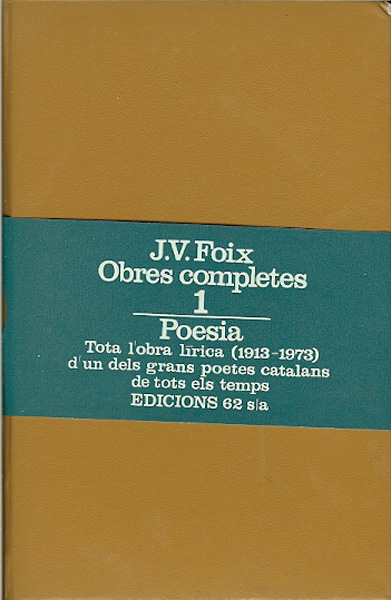 J.V. Foix
Obres completes
1
Poesia
Tota l'obra lírica (1913-1973)
d'un dels grans poetes catalans
de tots els temps
EDICIONS 62 s/a